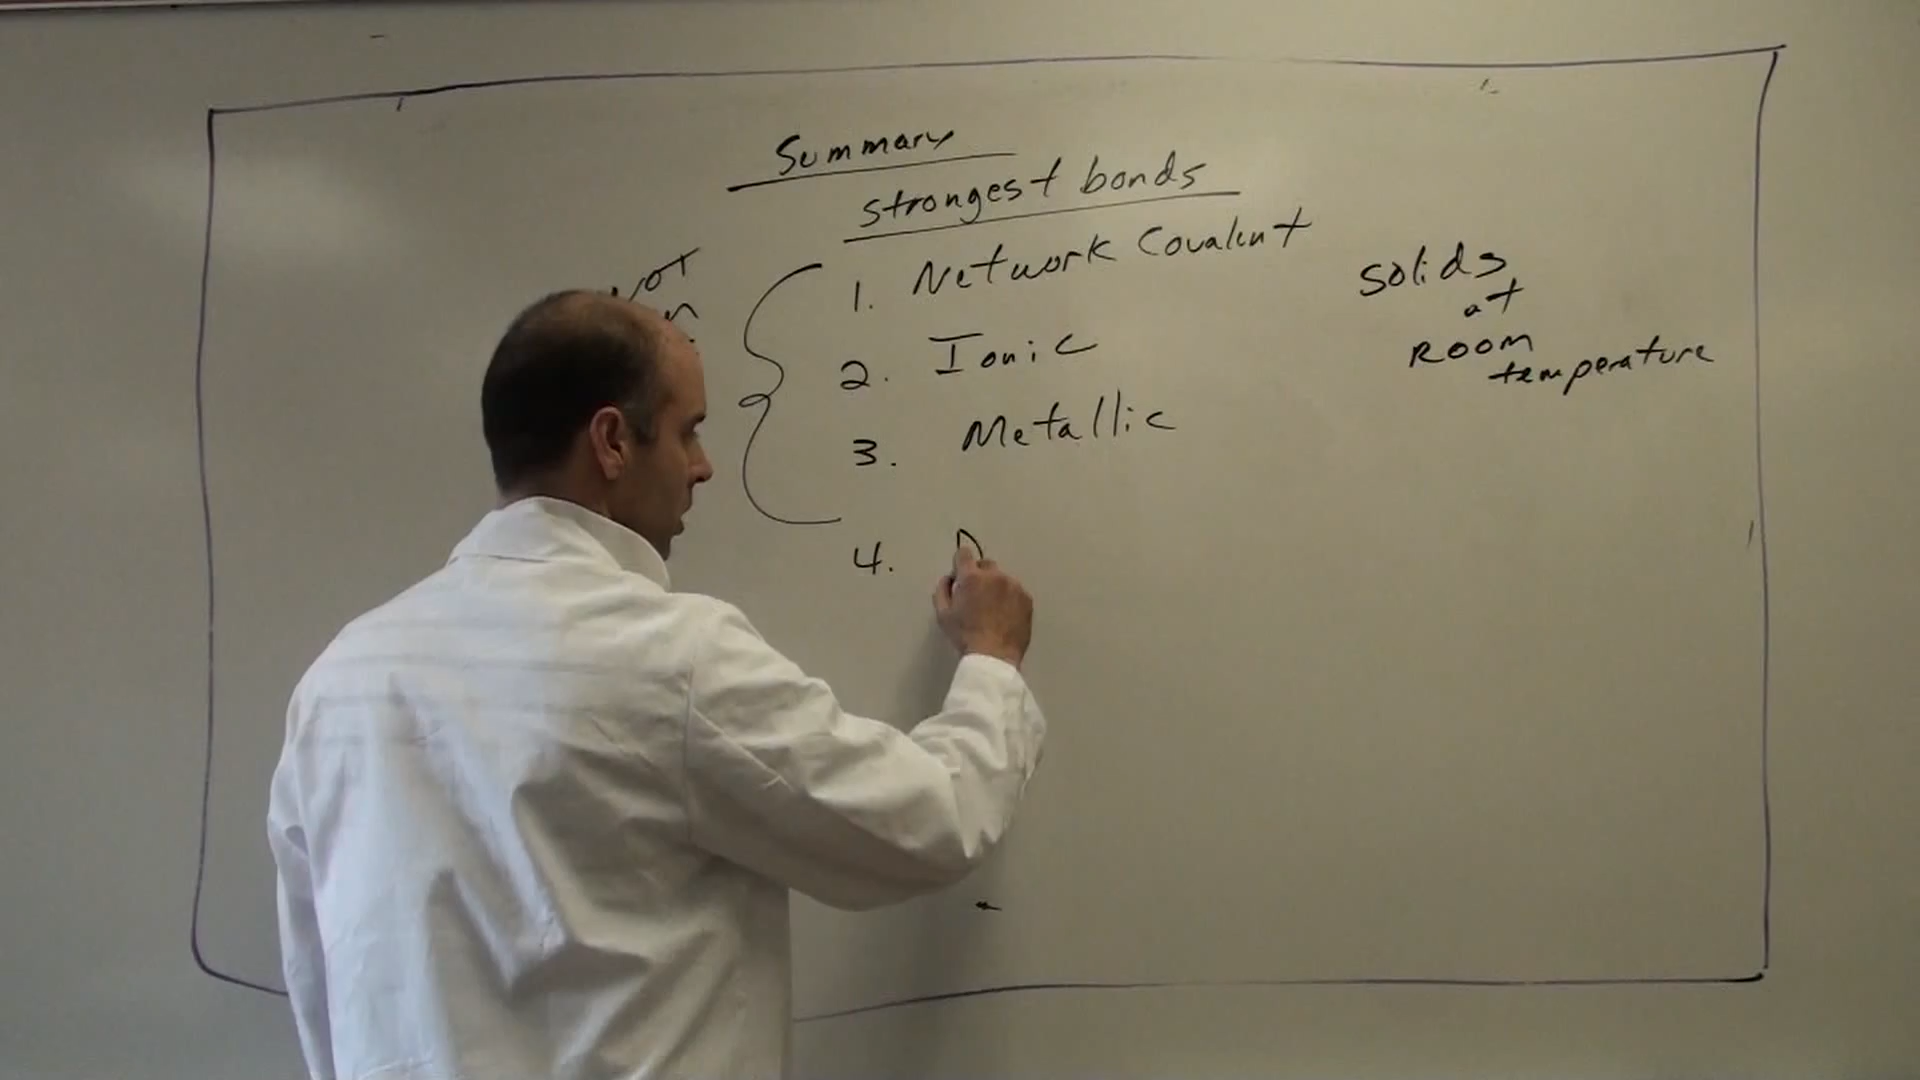 Summary
strongest bonds
1. Network Covalent
2. Ionic
3. Metallic
4.
solids
at
Room
temperature